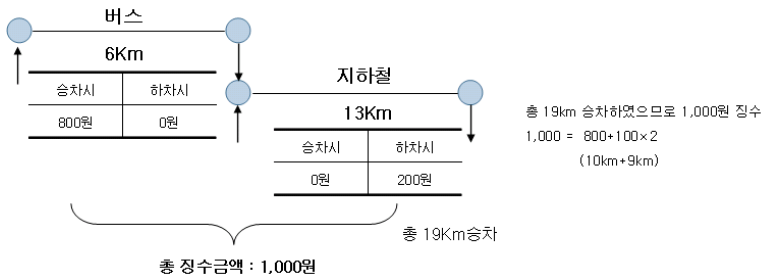 버스
6Km
승차시 하차시
800원 0원
지하철
13Km
승차시 하차시
0원 200원
총 19km 승차하였으므로 1,000원 징수
1,000 = 800+100×2
(10km+9km)
총 19Km승차
총 징수금액 : 1,000원